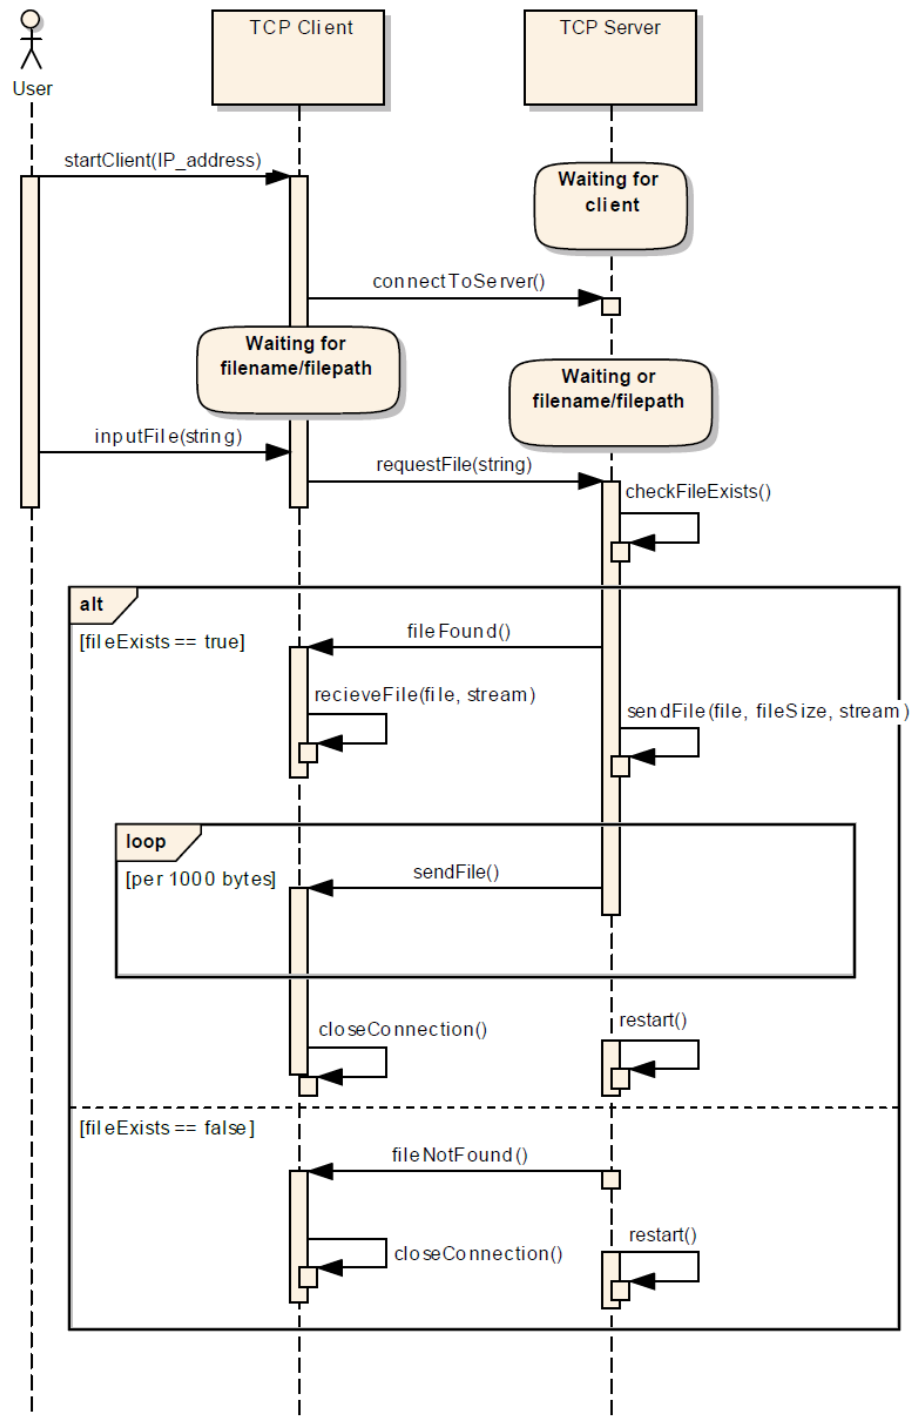 TCP Client
TCP Server
User
startClient(IP_address)
Waiting for
client
connectToServer()
Waiting for
filename/filepath
Waiting or
filename/filepath
inputFile(string)
requestFile(string)
checkFileExists()
alt
[fileExists == true]
fileFound()
recieveFile(file, stream)
sendFile(file, fileSize, stream)
loop
[per 1000 bytes]
sendFile()
closeConnection()
restart()
[fileExists == false]
fileNotFound()
closeConnection()
restart()